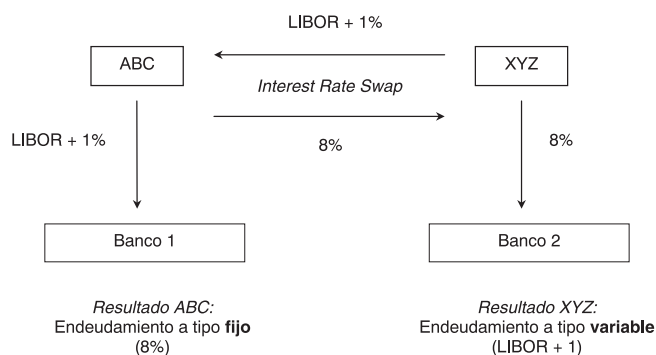 LIBOR + 1%
ABC
XYZ
Interest Rate Swap
LIBOR + 1%
8%
8%
Banco 1
Banco 2
Resultado ABC:
Endeudamiento a tipo fijo
(8%)
Resultado XYZ:
Endeudamiento a tipo variable
(LIBOR + 1)